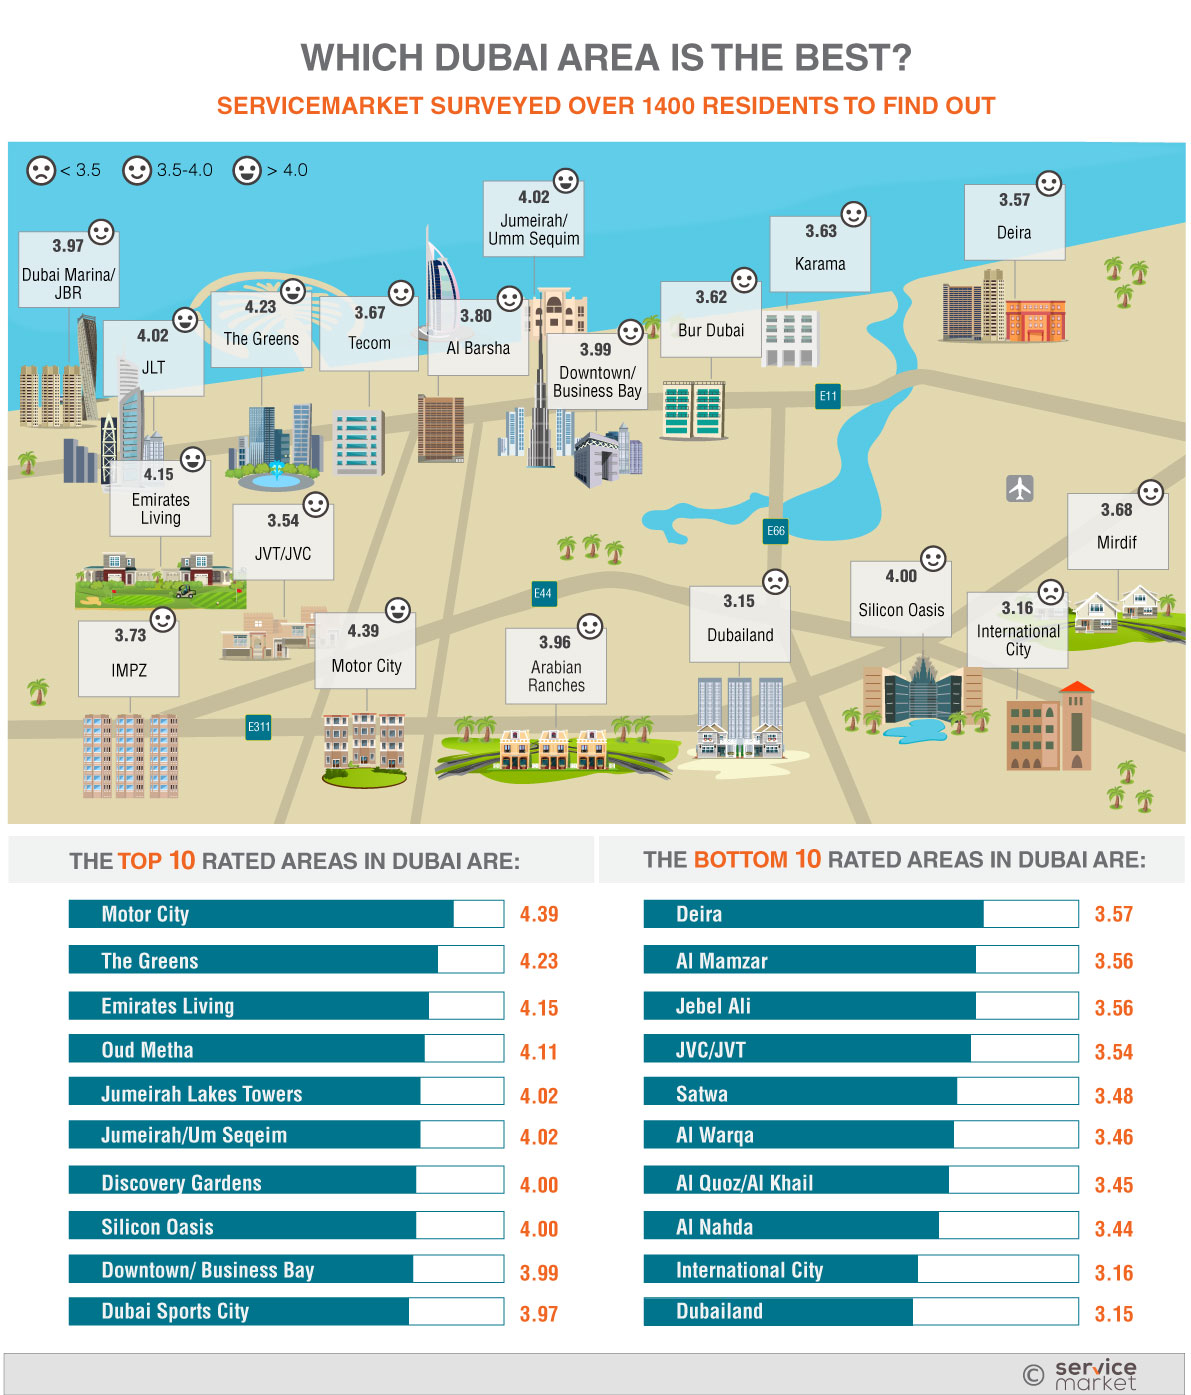 WHICH DUBAI AREA IS THE BEST?
SERVICEMARKET SURVEYED OVER 1400 RESIDENTS TO FIND OUT
< 3.5
3.5-4.0
> 4.0
3.97
Dubai Marina/
JBR
4.02
JLT
4.23
The Greens
3.67
Tecom
3.80
Al Barsha
4.02
Jumeirah/
Umm Sequim
3.99
Downtown/
Business Bay
3.62
Bur Dubai
3.63
Karama
3.57
Deira
E11
4.15
Emirates
Living
3.54
JVT/JVC
E66
3.68
Mirdif
E44
3.73
IMPZ
4.39
Motor City
3.96
Arabian
Ranches
3.15
Dubailand
4.00
Silicon Oasis
3.16
International
City
E311
THE TOP 10 RATED AREAS IN DUBAI ARE:
Motor City 4.39
The Greens 4.23
Emirates Living 4.15
Oud Metha 4.11
Jumeirah Lakes Towers 4.02
Jumeirah/Um Seqeim 4.02
Discovery Gardens 4.00
Silicon Oasis 4.00
Downtown/ Business Bay 3.99
Dubai Sports City 3.97
THE BOTTOM 10 RATED AREAS IN DUBAI ARE:
Deira 3.57
Al Mamzar 3.56
Jebel Ali 3.56
JVC/JVT 3.54
Satwa 3.48
Al Warqa 3.46
Al Quoz/Al Khail 3.45
Al Nahda 3.44
International City 3.16
Dubailand 3.15
© service
market